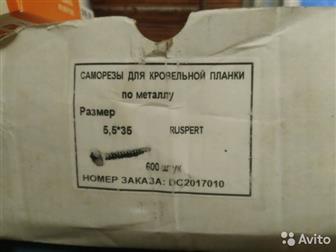 САМОРЕЗЫ ДЛЯ КРОВЕЛЬНОЙ ПЛАНКИ
по металлу
Размер
5,5*35 RUSPERT
600 штук
НОМЕР ЗАКАЗА: DC2017010
Avito